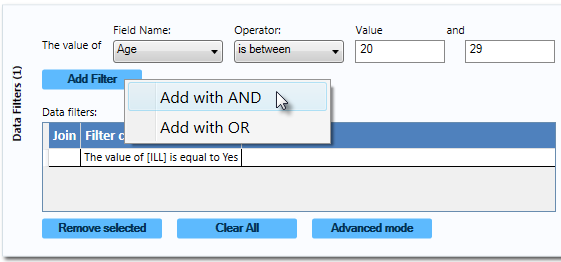 Data Filters (1)
Field Name: Operator: Value and
The value of Age is between 20 29
Add Filter
Add with AND
Add with OR
Data filters:
Join Filter
The value of [ILL] is equal to Yes
Remove selected Clear All Advanced mode